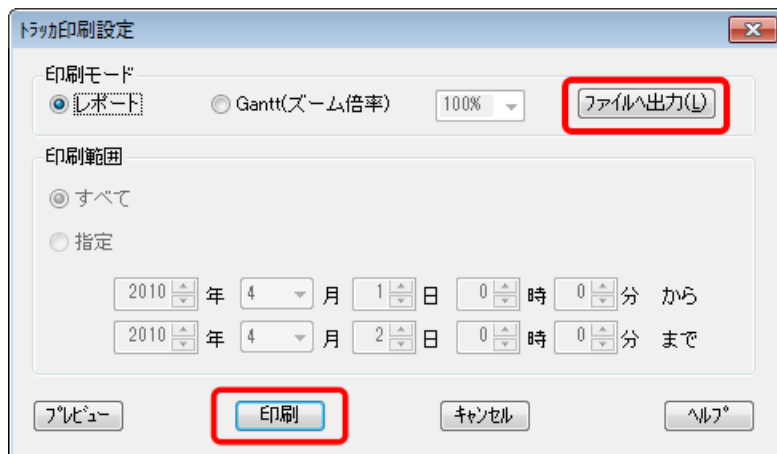 ﾄﾗｯｶ印刷設定
印刷モード
レポート Gantt(ズーム倍率) 100% ファイルへ出力(L)
印刷範囲
すべて
指定
2010 年 4 月 1 日 0 時 0 分 から
2010 年 4 月 2 日 0 時 0 分 まで
ﾌﾟﾚﾋﾞｭｰ 印刷 ｷｬﾝｾﾙ ﾍﾙﾌﾟ